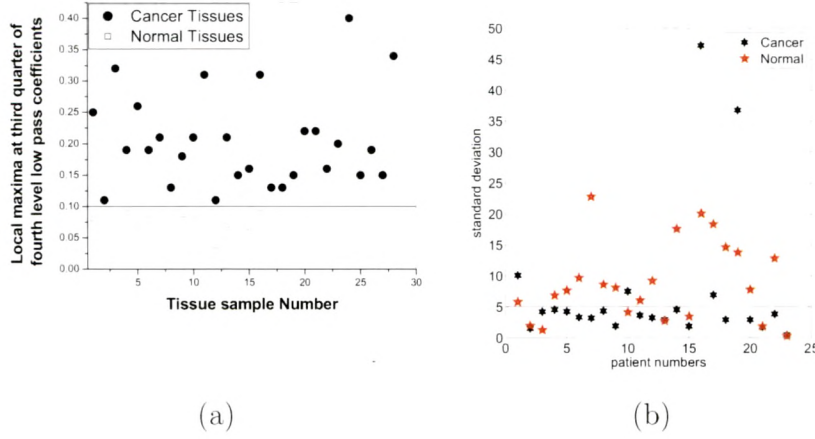 Local maxima at third quarter of
fourth level low pass coefficients
0.40
0.35
0.30
0.25
0.20
0.15
0.10
0.05
0.00
Cancer Tissues
Normal Tissues
5
10
15
20
25
30
Tissue sample Number
(a)
standard deviation
50
45
40
35
30
25
20
15
10
5
0
Cancer
Normal
0
5
10
15
20
25
patient numbers
(b)